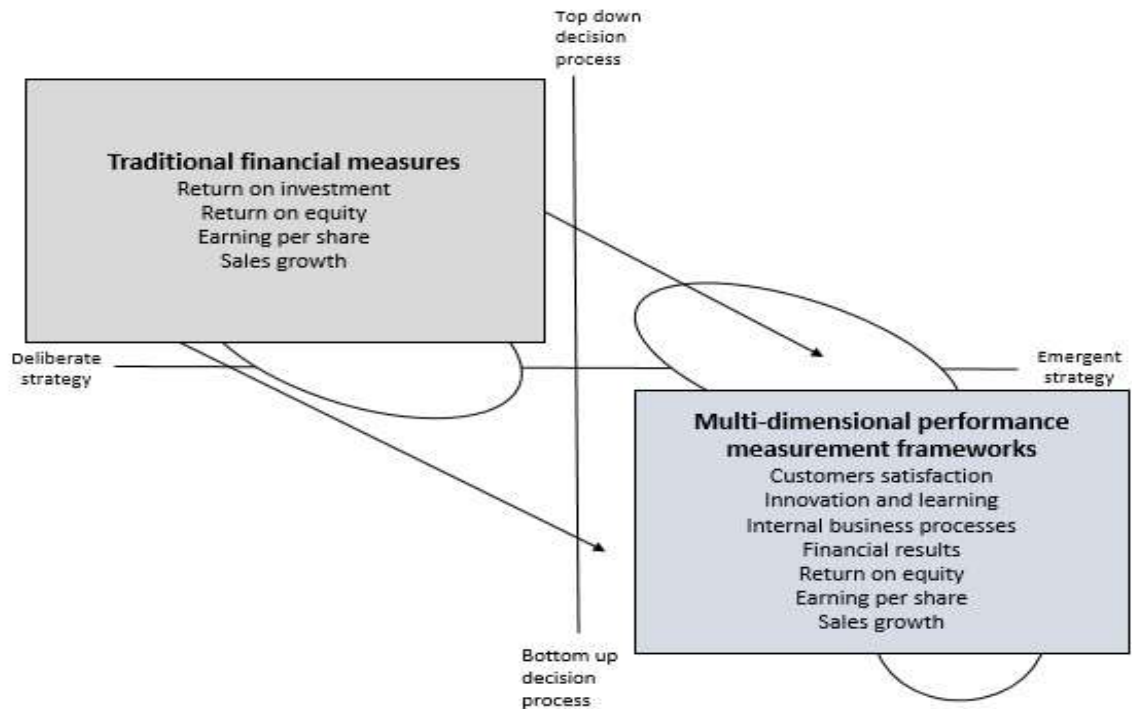 Top down
decision
process
Traditional financial measures
Return on investment
Return on equity
Earning per share
Sales growth
Deliberate
strategy
Emergent
strategy
Multi-dimensional performance
measurement frameworks
Customers satisfaction
Innovation and learning
Internal business processes
Financial results
Return on equity
Earning per share
Sales growth
Bottom up
decision
process